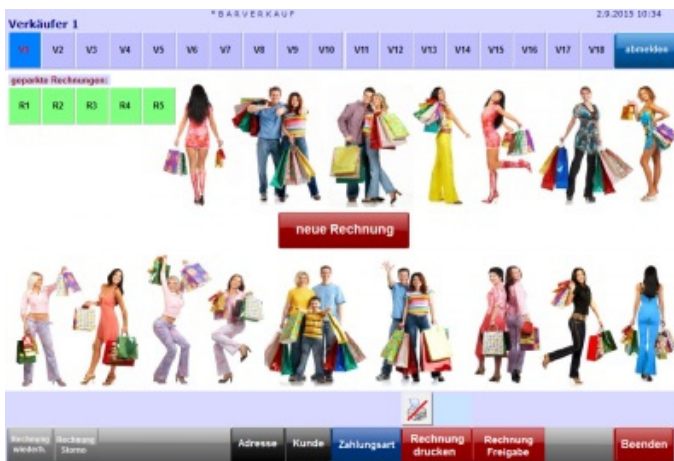 *BARVERKAUF
2.9.2015 10:34
Verkäufer 1
V1 V2 V3 V4 V5 V6 V7 V8 V9 V10 V11 V12 V13 V14 V15 V16 V17 V18 abmelden
geparkte Rechnungen:
R1 R2 R3 R4 R5
neue Rechnung
Rechnung wiederh.
Rechnung Storno
Adresse
Kunde
Zahlungsart
Rechnung drucken
Rechnung Freigabe
Beenden